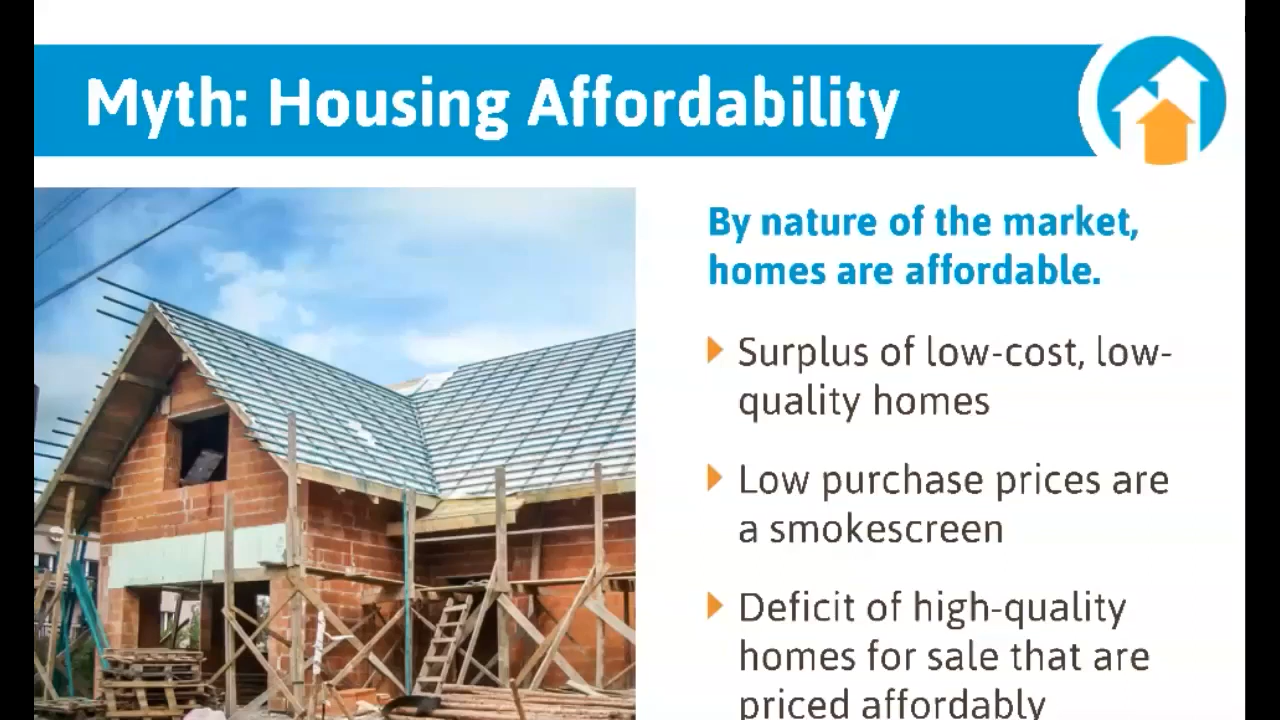 Myth: Housing Affordability
By nature of the market,
homes are affordable.
Surplus of low-cost, low-
quality homes
Low purchase prices are
a smokescreen
Deficit of high-quality
homes for sale that are
priced affordably